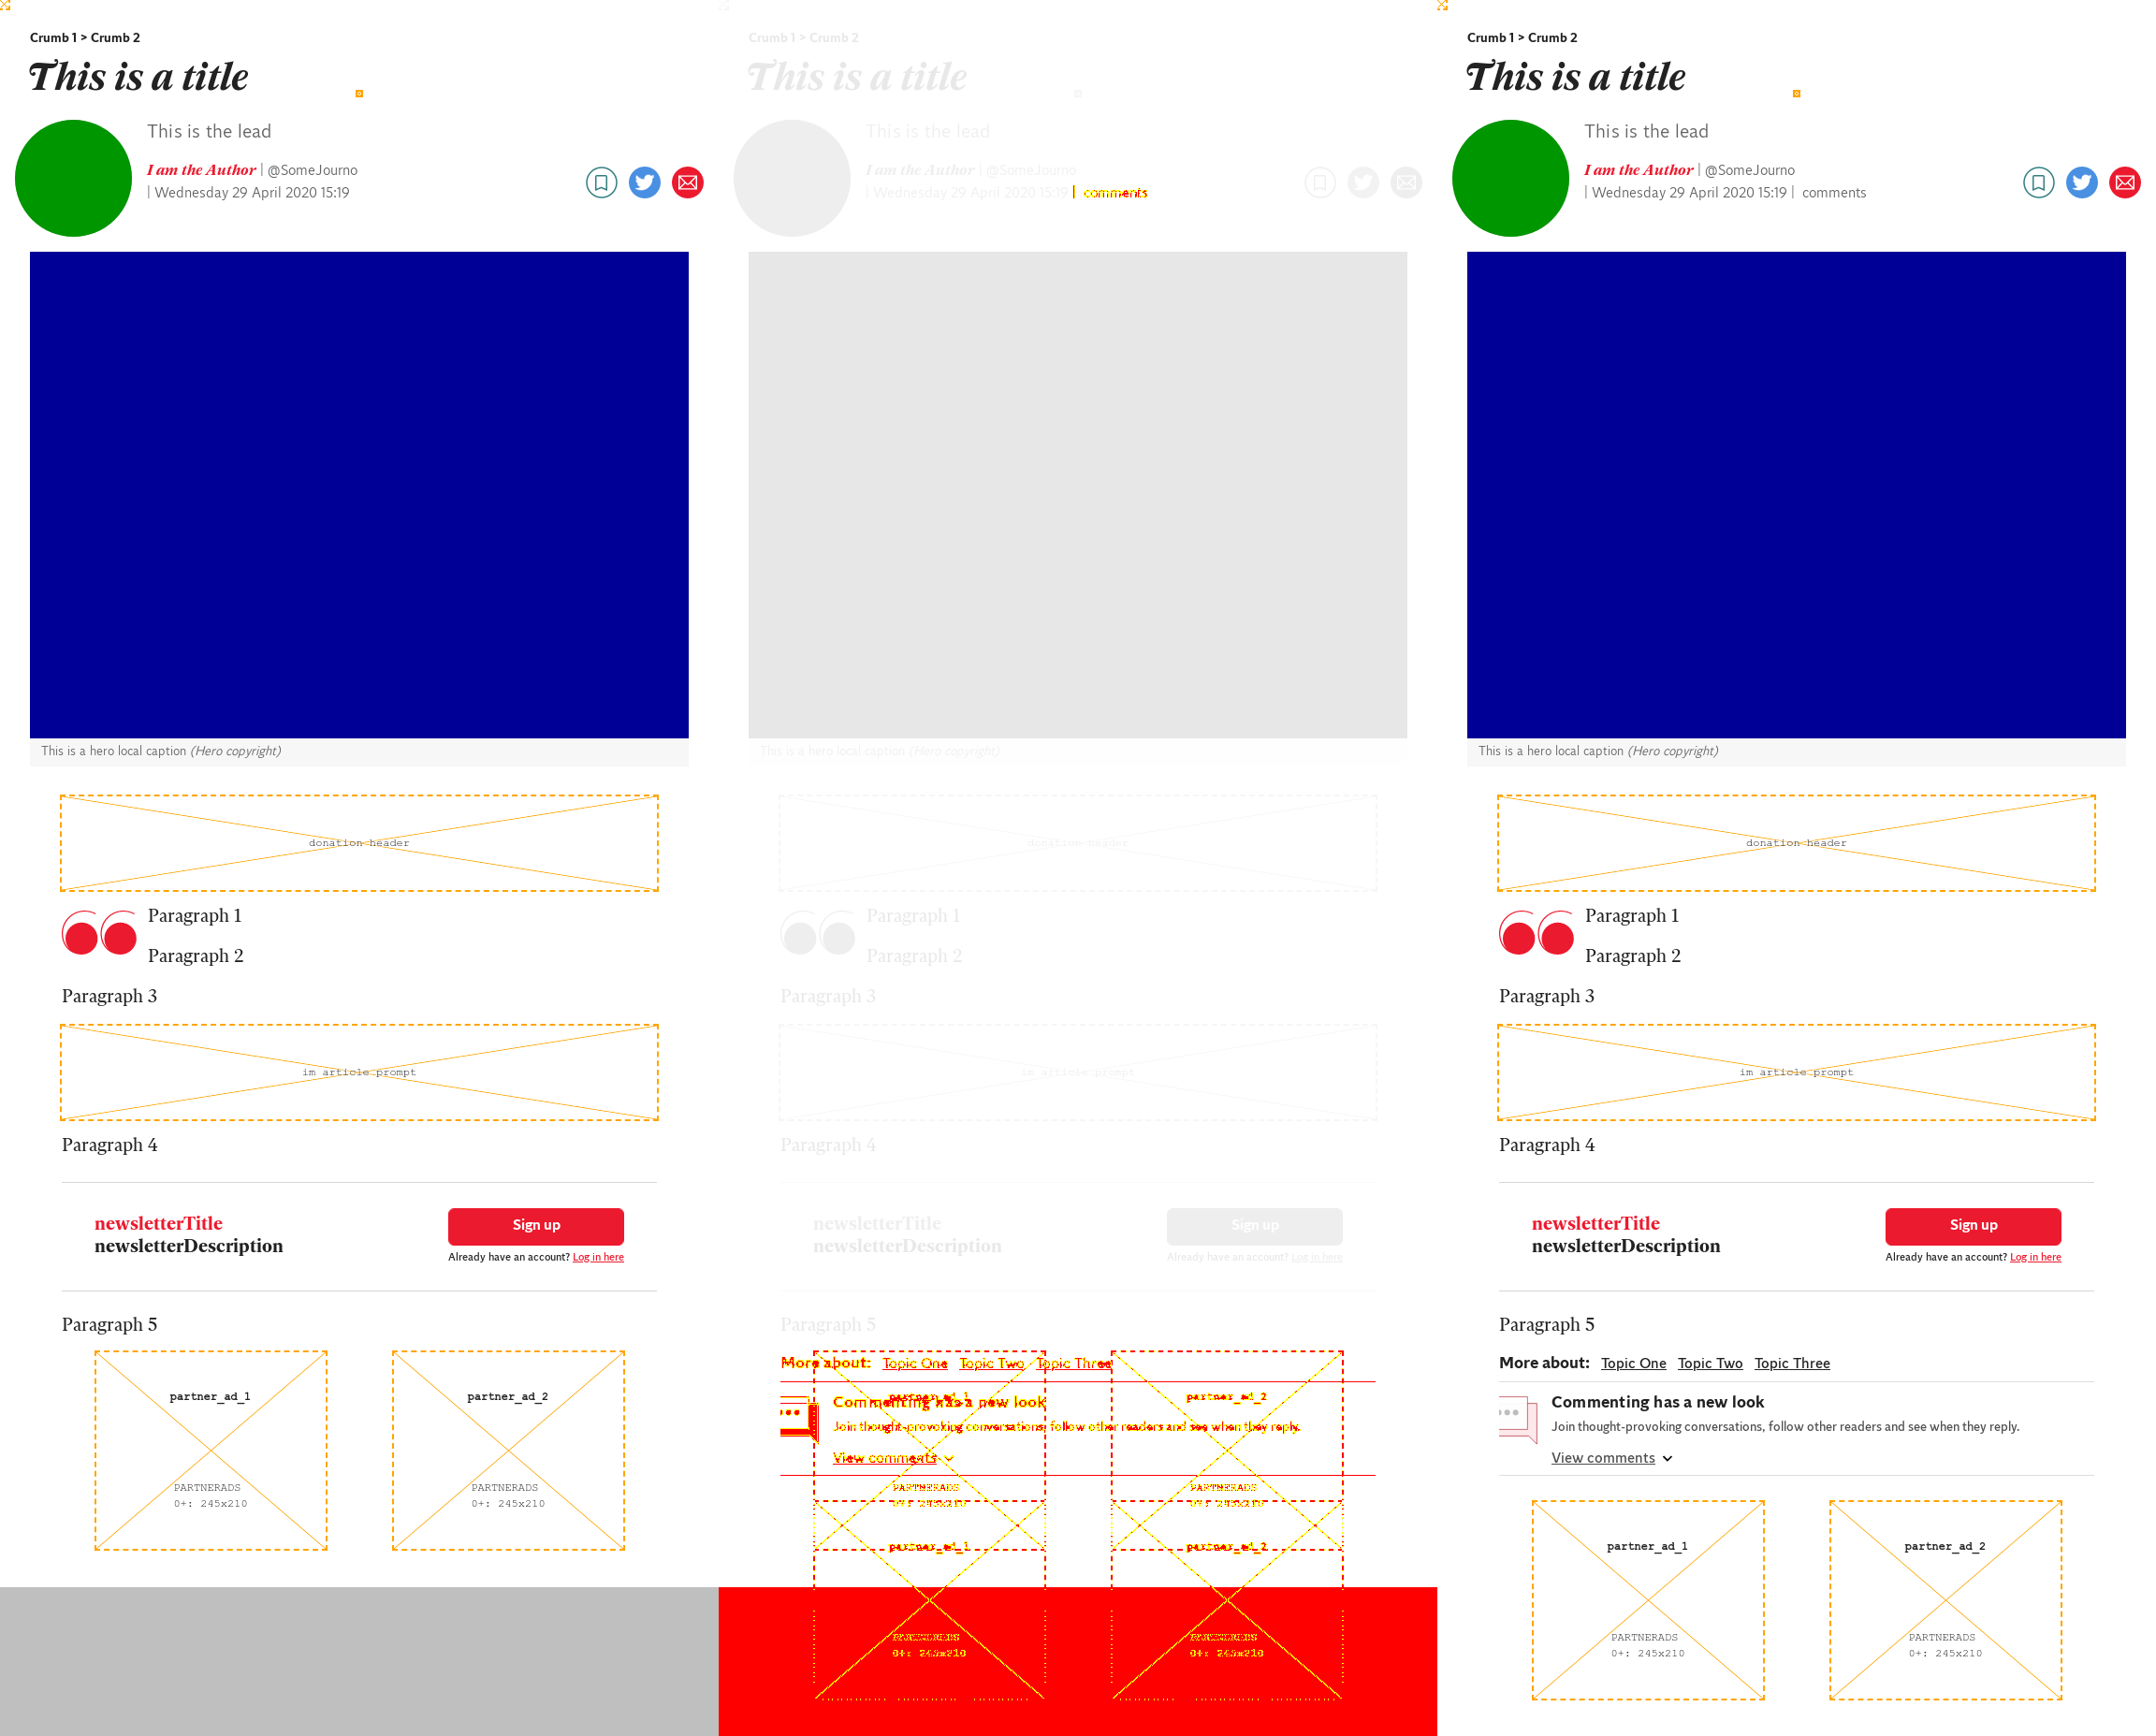 Crumb 1 > Crumb 2
This is a title
This is the lead
I am the Author | @SomeJourno
| Wednesday 29 April 2020 15:19
This is a hero local caption (Hero copyright)
donation header
Paragraph 1
Paragraph 2
Paragraph 3
im article prompt
Paragraph 4
newsletterTitle
newsletterDescription
Sign up
Already have an account? Log in here
Paragraph 5
partner_ad_1
PARTNERADS
0+: 245x210
partner_ad_2
PARTNERADS
0+: 245x210
Crumb 1 > Crumb 2
This is a title
This is the lead
I am the Author | @SomeJourno
| Wednesday 29 April 2020 15:19 | comments
This is a hero local caption (Hero copyright)
donation header
Paragraph 1
Paragraph 2
Paragraph 3
im article prompt
Paragraph 4
newsletterTitle
newsletterDescription
Sign up
Already have an account? Log in here
Paragraph 5
More about: Topic One Topic Two Topic Three
partner_ad_1
partner_ad_2
Commenting has a new look
Join thought-provoking conversations, follow other readers and see when they reply.
View comments
PARTNERADS
0+: 245x210
PARTNERADS
0+: 245x210
partner_ad_1
partner_ad_2
PARTNERADS
0+: 245x210
PARTNERADS
0+: 245x210
Crumb 1 > Crumb 2
This is a title
This is the lead
I am the Author | @SomeJourno
| Wednesday 29 April 2020 15:19 | comments
This is a hero local caption (Hero copyright)
donation header
Paragraph 1
Paragraph 2
Paragraph 3
im article prompt
Paragraph 4
newsletterTitle
newsletterDescription
Sign up
Already have an account? Log in here
Paragraph 5
More about: Topic One Topic Two Topic Three
Commenting has a new look
Join thought-provoking conversations, follow other readers and see when they reply.
View comments
partner_ad_1
PARTNERADS
0+: 245x210
partner_ad_2
PARTNERADS
0+: 245x210